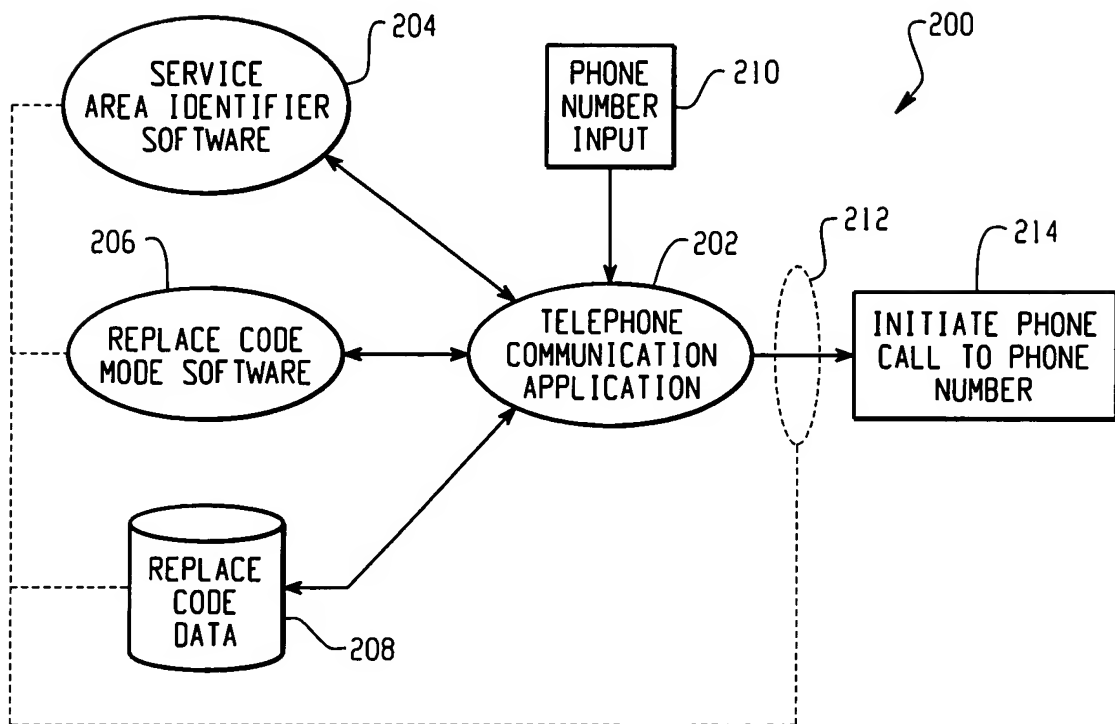 204
SERVICE
AREA IDENTIFIER
SOFTWARE
PHONE
NUMBER
INPUT
210
200
206
REPLACE CODE
MODE SOFTWARE
202
TELEPHONE
COMMUNICATION
APPLICATION
212
214
INITIATE PHONE
CALL TO PHONE
NUMBER
REPLACE
CODE
DATA
208